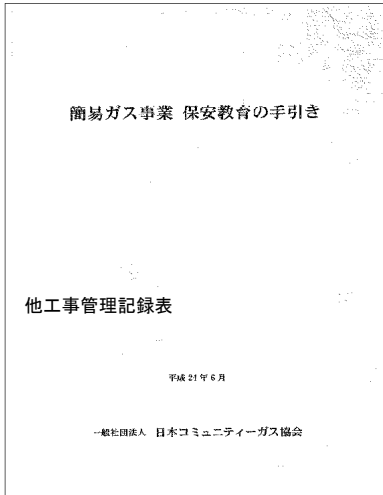 簡易ガス事業 保安教育の手引き
他工事管理記録表
平成24年6月
一般社団法人 日本コミュニティーガス協会